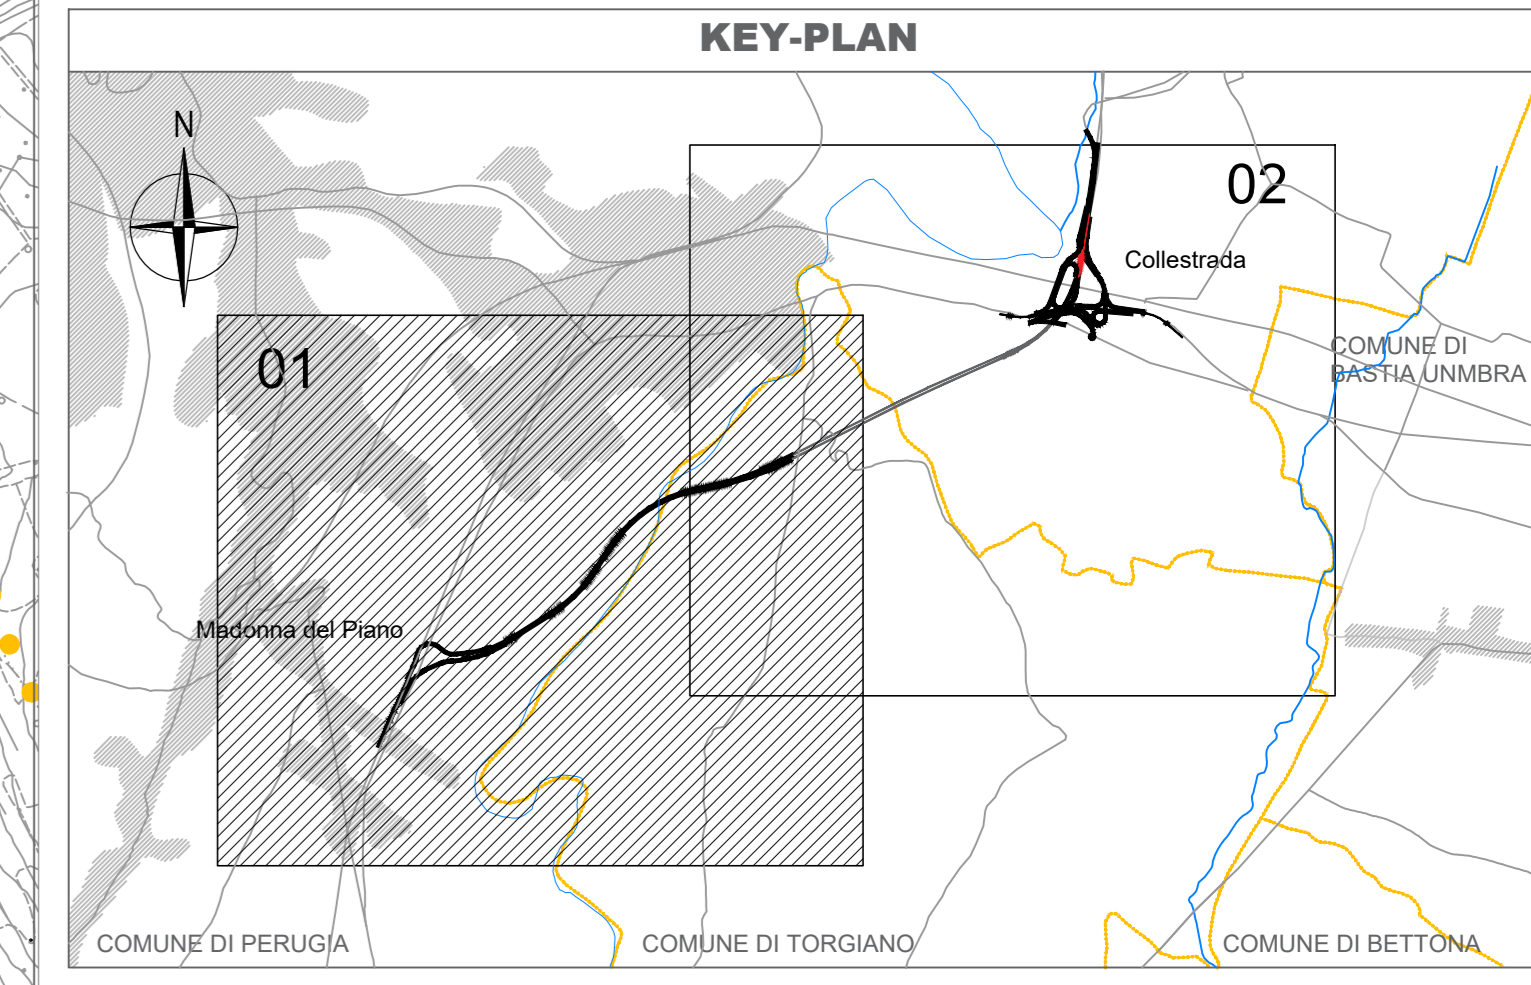 KEY-PLAN
N
02
Collestrada
01
COMUNE DI
BASTIA UNMBRA
Madonna del Piano
COMUNE DI PERUGIA
COMUNE DI TORGIANO
COMUNE DI BETTONA